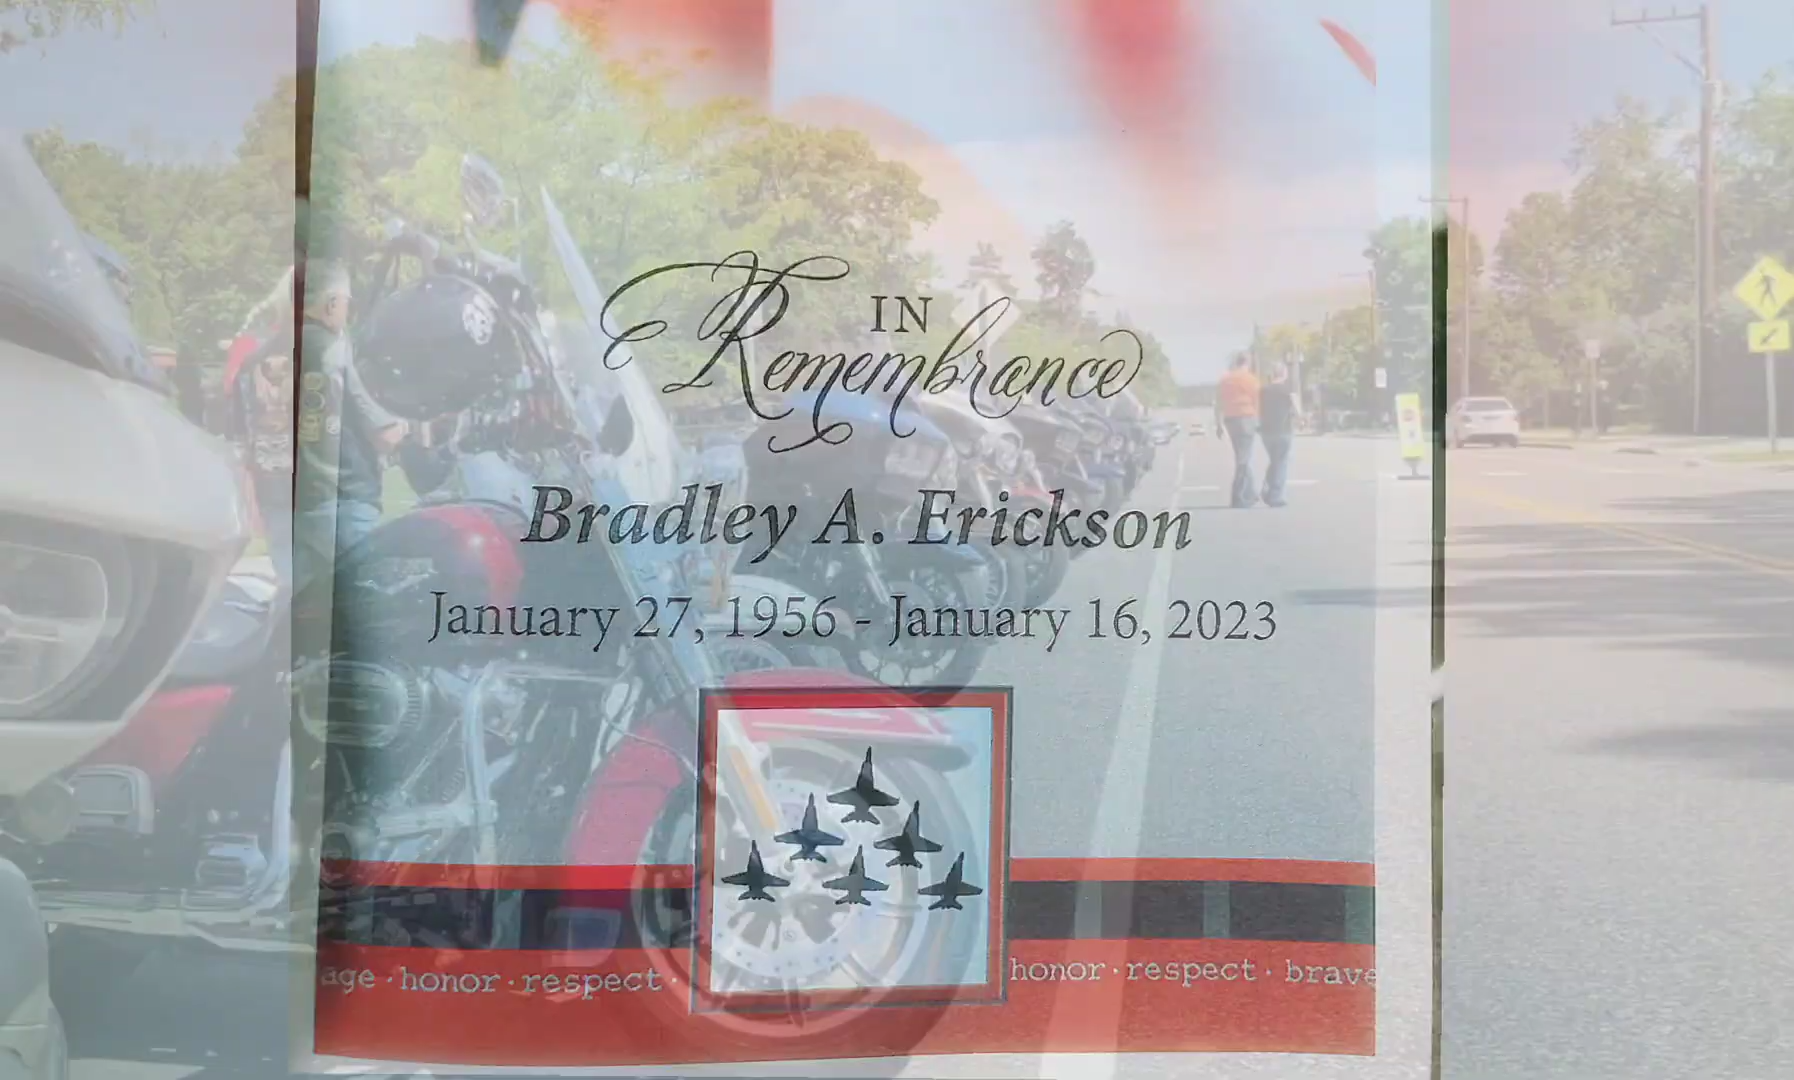 IN
Remembrance
Bradley A. Erickson
January 27, 1956 - January 16, 2023
age · honor · respect · honor · respect · brave